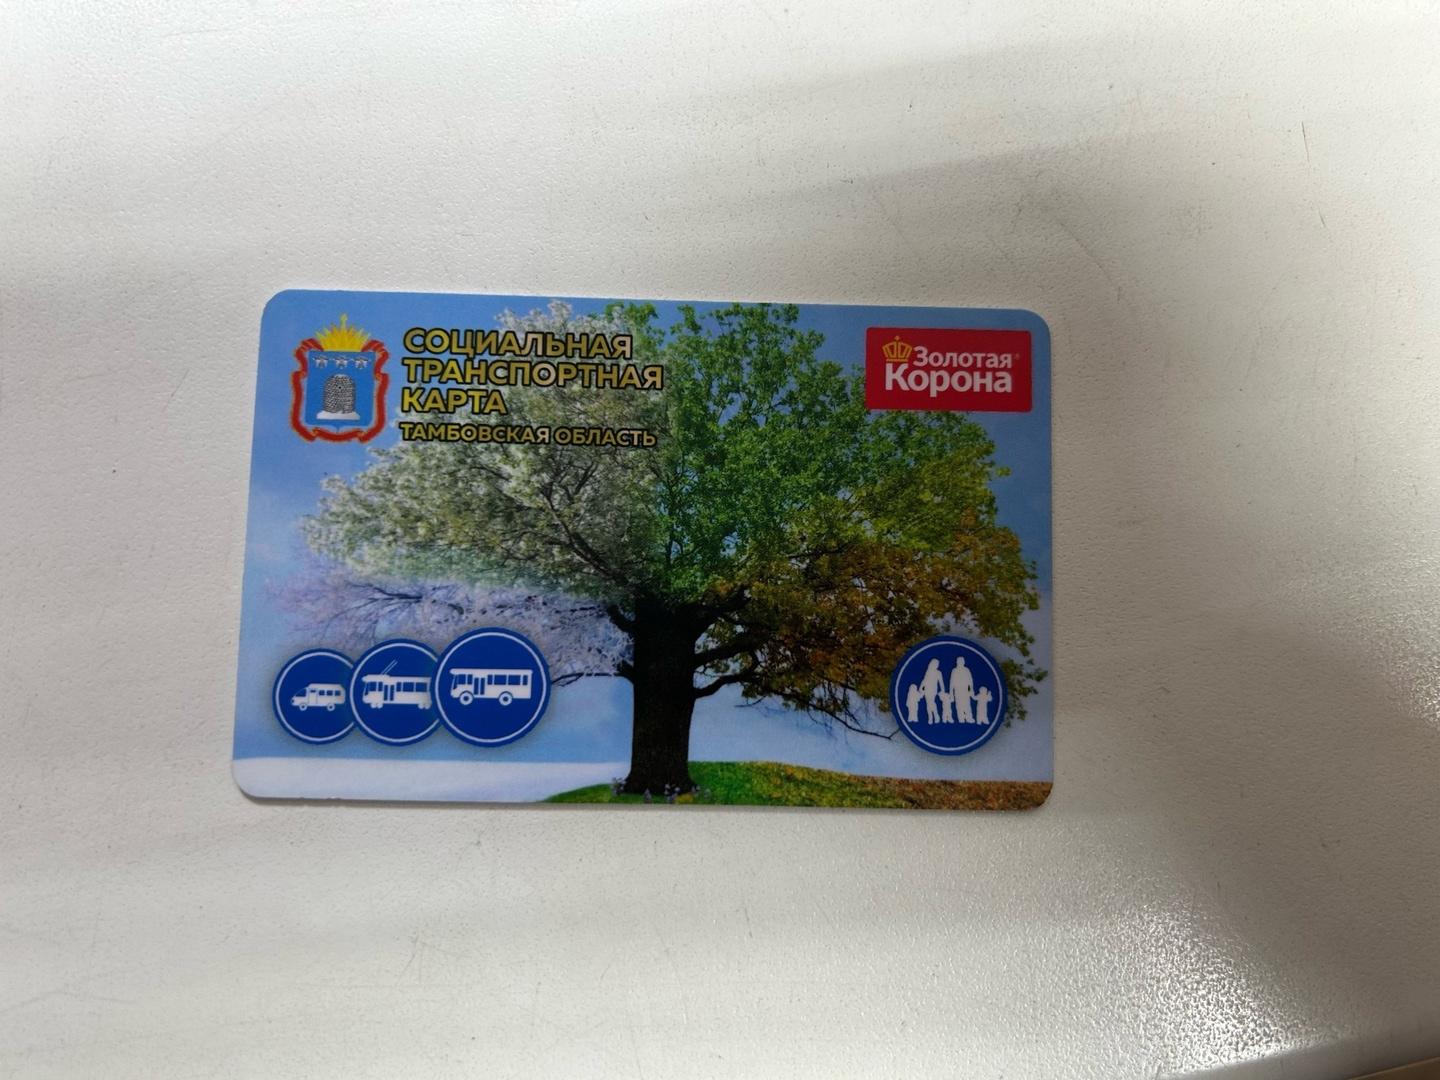 СОЦИАЛЬНАЯ
ТРАНСПОРТНАЯ
КАРТА
ТАМБОВСКАЯ ОБЛАСТЬ
Золотая®
Корона